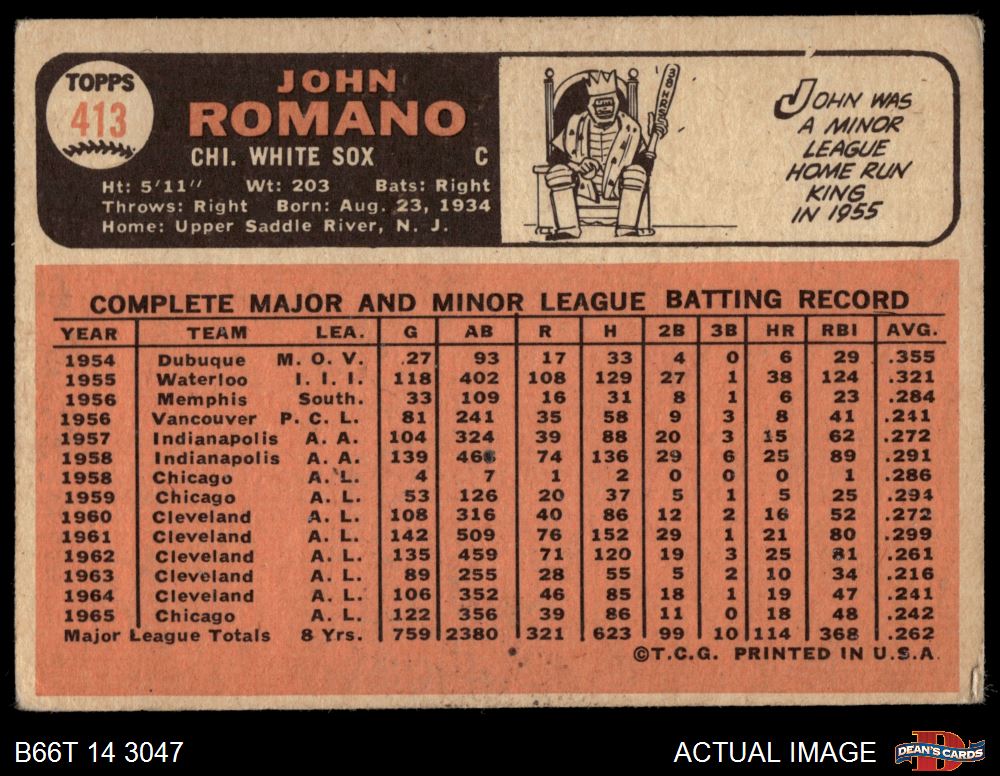 TOPPS
413
JOHN
ROMANO
CHI. WHITE SOX C
Ht: 5'11" Wt: 203 Bats: Right
Throws: Right Born: Aug. 23, 1934
Home: Upper Saddle River, N. J.
38 HRS
JOHN WAS
A MINOR
LEAGUE
HOME RUN
KING
IN 1955
COMPLETE MAJOR AND MINOR LEAGUE BATTING RECORD
YEAR TEAM LEA. G AB R H 2B 3B HR RBI AVG.
1954 Dubuque M. O. V. 27 93 17 33 4 0 6 29 .355
1955 Waterloo I. I. I. 118 402 108 129 27 1 38 124 .321
1956 Memphis South. 33 109 16 31 8 1 6 23 .284
1956 Vancouver P. C. L. 81 241 35 58 9 3 8 41 .241
1957 Indianapolis A. A. 104 324 39 88 20 3 15 62 .272
1958 Indianapolis A. A. 139 468 74 136 29 6 25 89 .291
1958 Chicago A. L. 4 7 1 2 0 0 0 1 .286
1959 Chicago A. L. 53 126 20 37 5 1 5 25 .294
1960 Cleveland A. L. 108 316 40 86 12 2 16 52 .272
1961 Cleveland A. L. 142 509 76 152 29 1 21 80 .299
1962 Cleveland A. L. 135 459 71 120 19 3 25 81 .261
1963 Cleveland A. L. 89 255 28 55 5 2 10 34 .216
1964 Cleveland A. L. 106 352 46 85 18 1 19 47 .241
1965 Chicago A. L. 122 356 39 86 11 0 18 48 .242
Major League Totals 8 Yrs. 759 2380 321 623 99 10 114 368 .262
©T.C.G. PRINTED IN U.S.A.
B66T 14 3047 ACTUAL IMAGE
D
DEAN'S CARDS